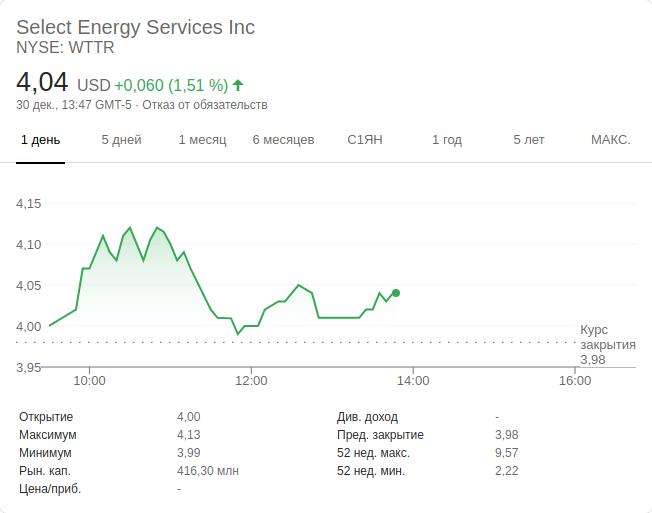 Select Energy Services Inc
NYSE: WTTR
4,04 USD +0,060 (1,51 %)
30 дек., 13:47 GMT-5 · Отказ от обязательств
1 день 5 дней 1 месяц 6 месяцев С1ЯН 1 год 5 лет МАКС.
4,15
4,10
4,05
4,00
3,95
Курс
закрытия
3,98
10:00 12:00 14:00 16:00
Открытие 4,00 Див. доход -
Максимум 4,13 Пред. закрытие 3,98
Минимум 3,99 52 нед. макс. 9,57
Рын. кап. 416,30 млн 52 нед. мин. 2,22
Цена/приб. -